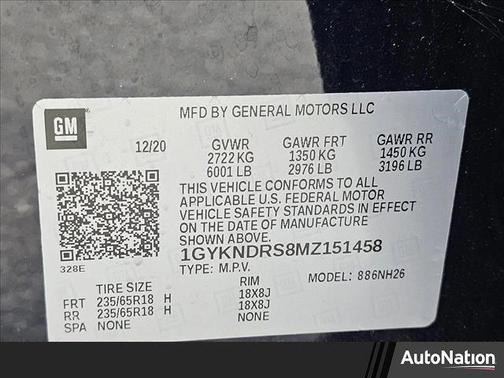 GM
MFD BY GENERAL MOTORS LLC
12/20 GVWR GAWR FRT GAWR RR
2722 KG 1350 KG 1450 KG
6001 LB 2976 LB 3196 LB
THIS VEHICLE CONFORMS TO ALL
APPLICABLE U.S. FEDERAL MOTOR
VEHICLE SAFETY STANDARDS IN EFFECT
ON THE DATE OF MANUFACTURE
SHOWN ABOVE.
1GYKNDRS8MZ151458
328E TYPE: M.P.V.
MODEL: 886NH26
TIRE SIZE RIM
FRT 235/65R18 H 18X8J
RR 235/65R18 H 18X8J
SPA NONE NONE
AutoNation